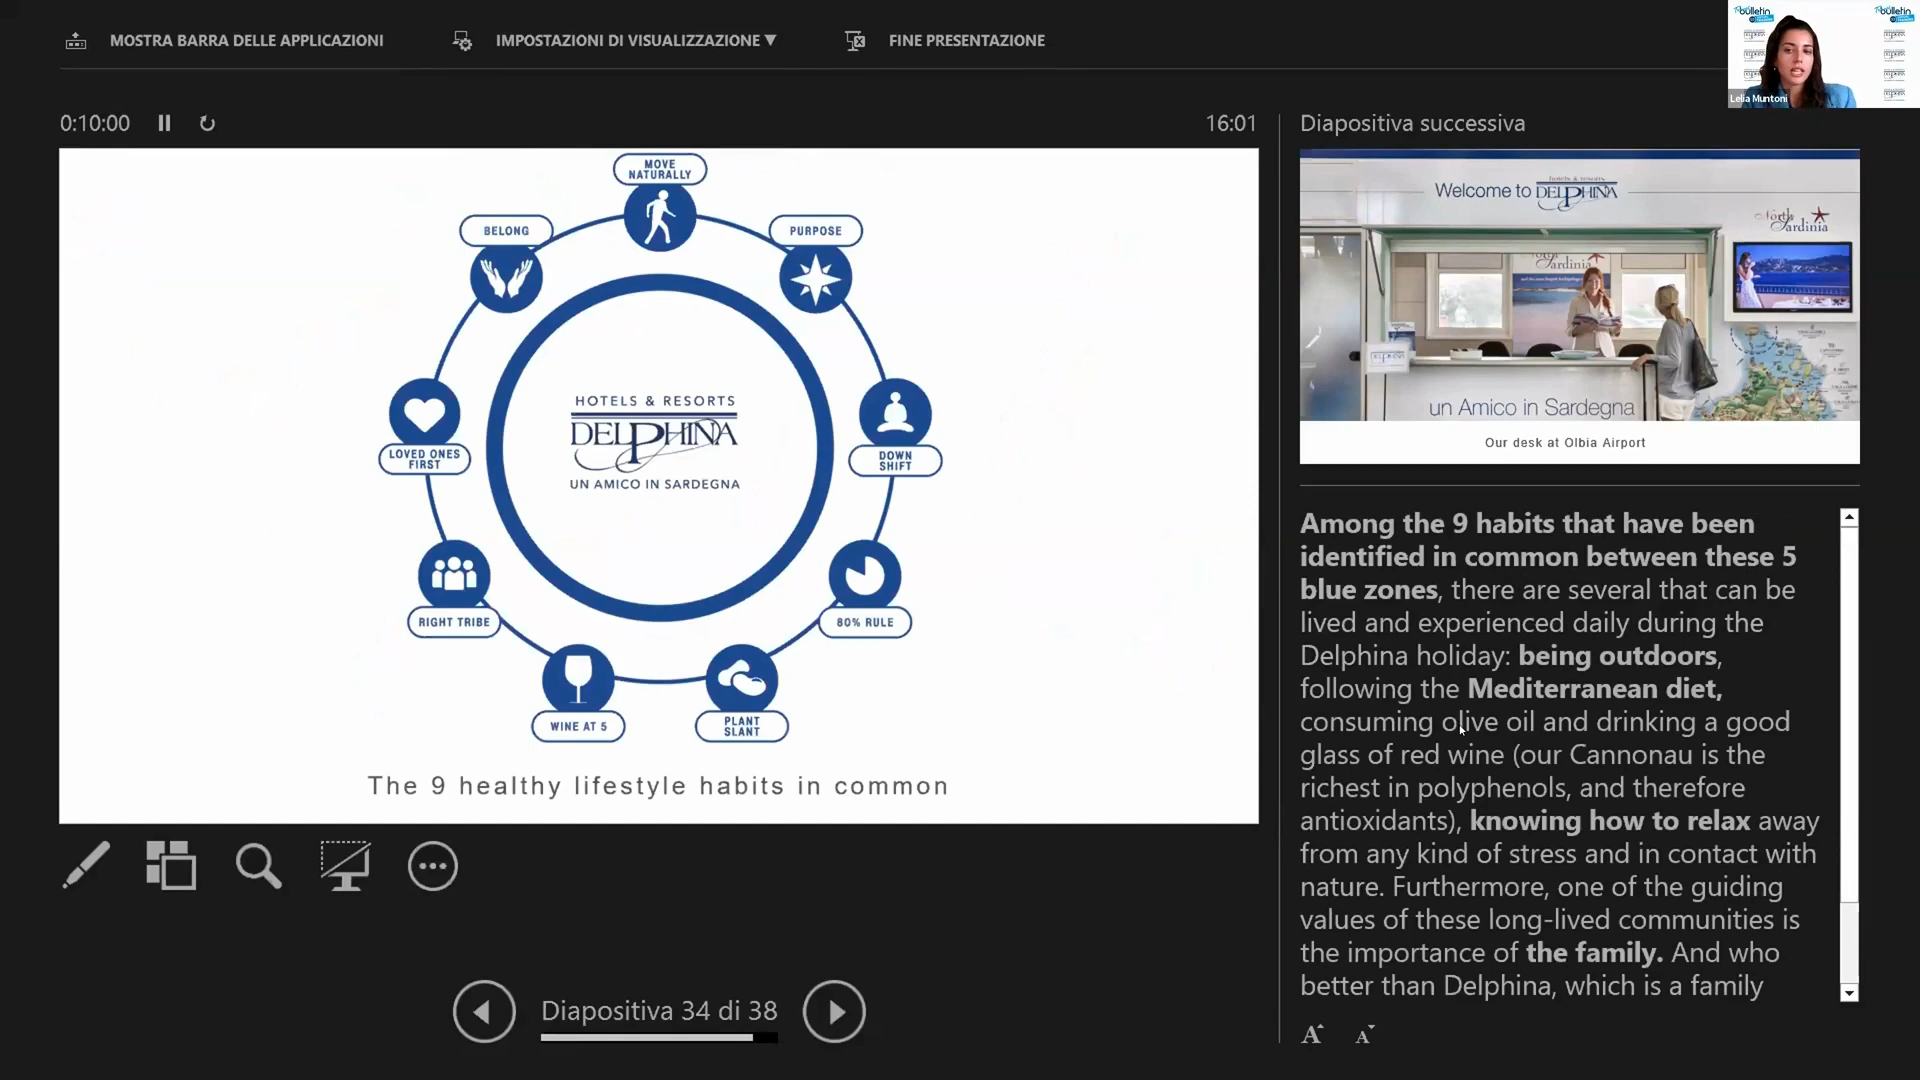 MOSTRA BARRA DELLE APPLICAZIONI
IMPOSTAZIONI DI VISUALIZZAZIONE ▼
FINE PRESENTAZIONE
bulletin
bulletin
Lelia Muntoni
0:10:00
16:01
Diapositiva successiva
MOVE
NATURALLY
BELONG
PURPOSE
LOVED ONES
FIRST
DOWN
SHIFT
RIGHT TRIBE
80% RULE
WINE AT 5
PLANT
SLANT
HOTELS & RESORTS
DELPHINA
UN AMICO IN SARDEGNA
The 9 healthy lifestyle habits in common
hotels & resorts
Welcome to DELPHINA
North
Sardinia
un Amico in Sardegna
Our desk at Olbia Airport
Among the 9 habits that have been
identified in common between these 5
blue zones, there are several that can be
lived and experienced daily during the
Delphina holiday: being outdoors,
following the Mediterranean diet,
consuming olive oil and drinking a good
glass of red wine (our Cannonau is the
richest in polyphenols, and therefore
antioxidants), knowing how to relax away
from any kind of stress and in contact with
nature. Furthermore, one of the guiding
values of these long-lived communities is
the importance of the family. And who
better than Delphina, which is a family
Diapositiva 34 di 38
A A